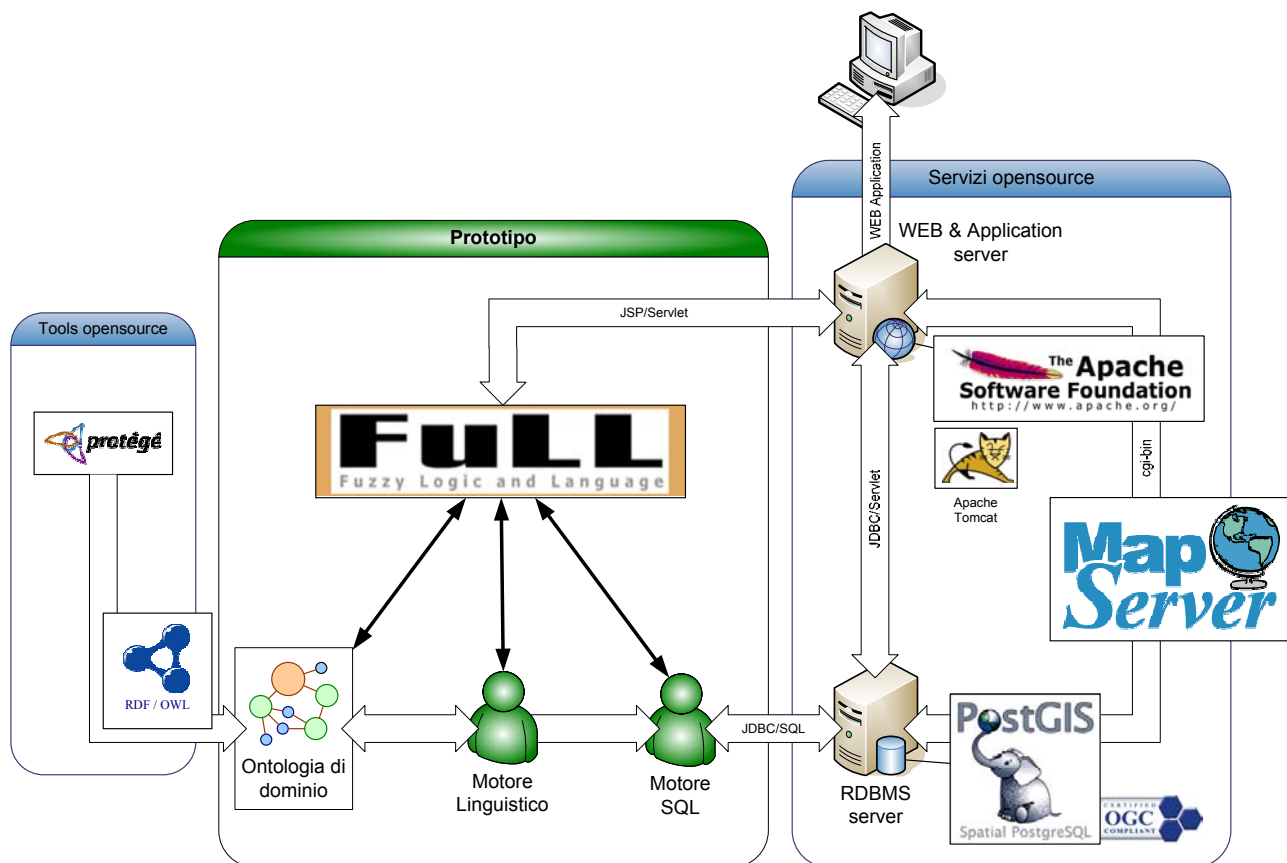 Servizi opensource
WEB Application
WEB & Application
server
Prototipo
JSP/Servlet
Tools opensource
The Apache
Software Foundation
http://www.apache.org/
protégé
FuLL
Fuzzy Logic and Language
Apache
Tomcat
cgi-bin
JDBC/Servlet
Map
Server
RDF / OWL
Ontologia di
dominio
Motore
Linguistico
Motore
SQL
JDBC/SQL
RDBMS
server
PostGIS
Spatial PostgreSQL
CERTIFIED
OGC
COMPLIANT